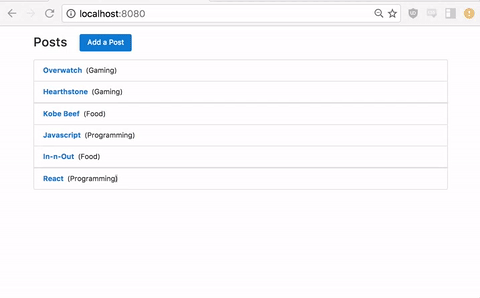 localhost:8080
Posts Add a Post
Overwatch (Gaming)
Hearthstone (Gaming)
Kobe Beef (Food)
Javascript (Programming)
In-n-Out (Food)
React (Programming)